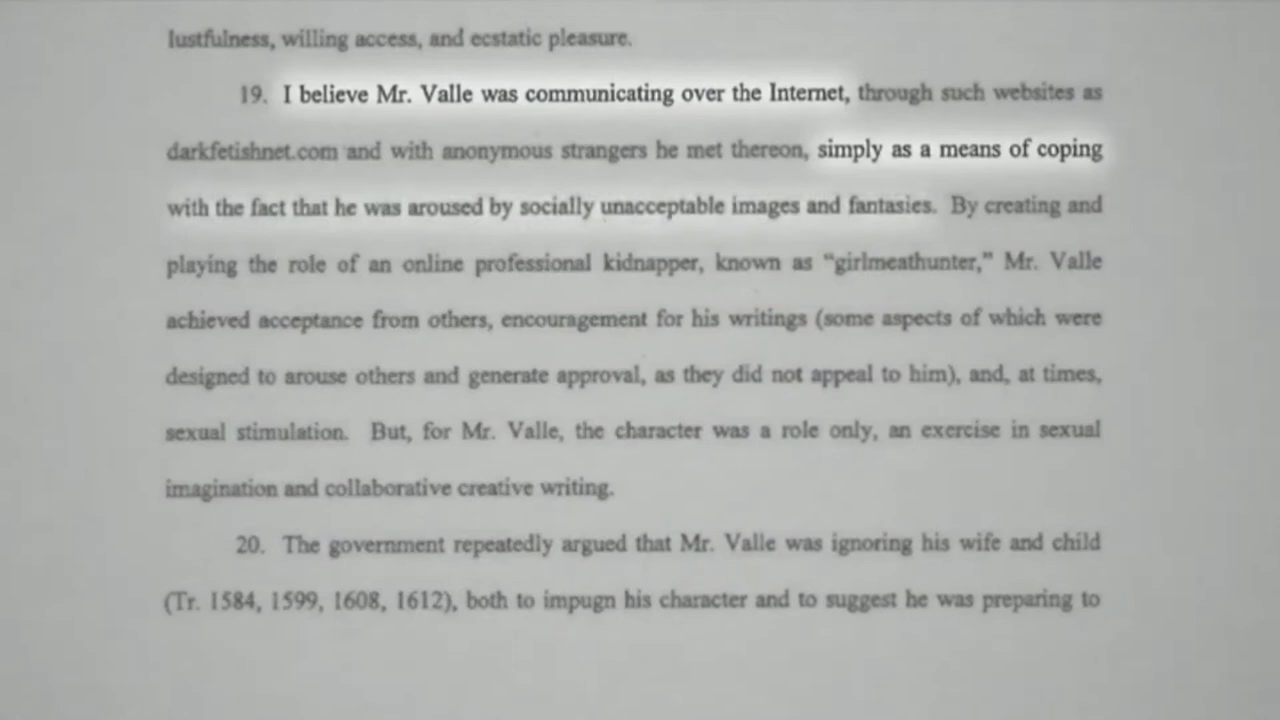 lustfulness, willing access, and ecstatic pleasure.
19. I believe Mr. Valle was communicating over the Internet, through such websites as
darkfetishnet.com and with anonymous strangers he met thereon, simply as a means of coping
with the fact that he was aroused by socially unacceptable images and fantasies. By creating and
playing the role of an online professional kidnapper, known as “girlmeathunter,” Mr. Valle
achieved acceptance from others, encouragement for his writings (some aspects of which were
designed to arouse others and generate approval, as they did not appeal to him), and, at times,
sexual stimulation. But, for Mr. Valle, the character was a role only, an exercise in sexual
imagination and collaborative creative writing.
20. The government repeatedly argued that Mr. Valle was ignoring his wife and child
(Tr. 1584, 1599, 1608, 1612), both to impugn his character and to suggest he was preparing to